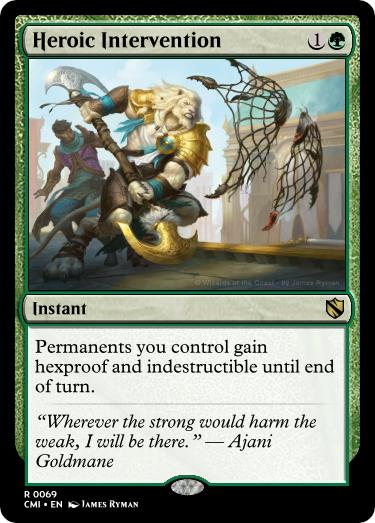 Heroic Intervention 1
© Wizards of the Coast - by James Ryman
Instant
Permanents you control gain
hexproof and indestructible until end
of turn.
“Wherever the strong would harm the
weak, I will be there.” — Ajani
Goldmane
R 0069
CMI • EN James Ryman